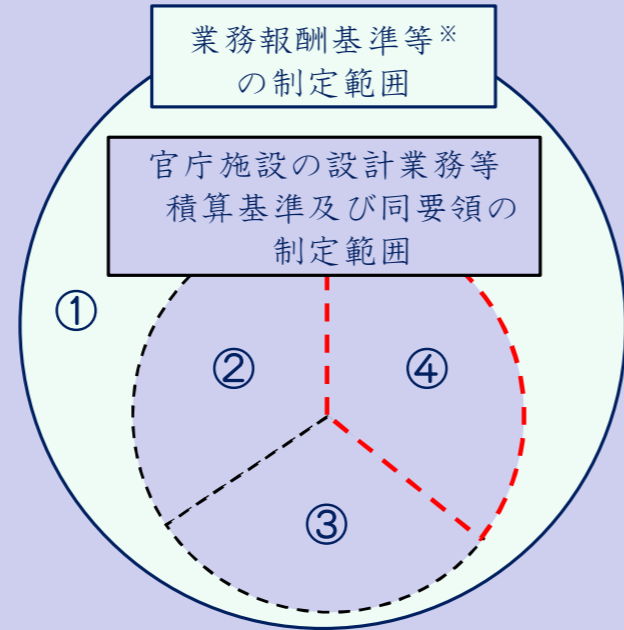 業務報酬基準等※
の制定範囲
官庁施設の設計業務等
積算基準及び同要領の
制定範囲
①
②
④
③